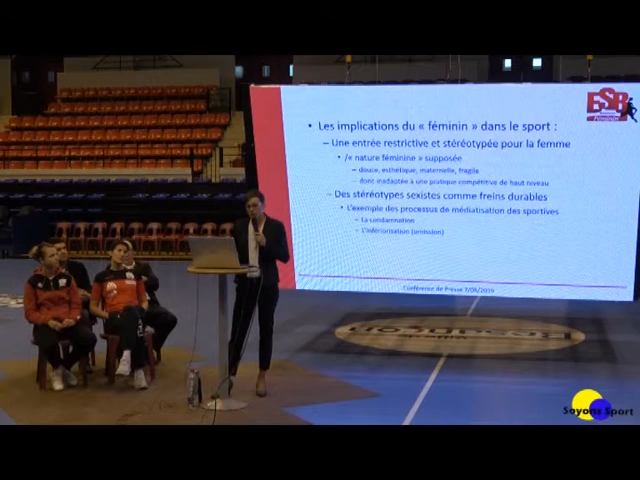 ESB
• Les implications du « féminin » dans le sport :
– Une entrée restrictive et stéréotypée pour la femme
• /« nature féminine » supposée
– douce, esthétique, maternelle, fragile
– donc inadaptée à une pratique compétitive de haut niveau
– Des stéréotypes sexistes comme freins durables
• L'exemple des processus de médiatisation des sportives
– La condamnation
– L'infériorisation (omission)
Conférence de Presse 7/08/2019
Sayons Sport